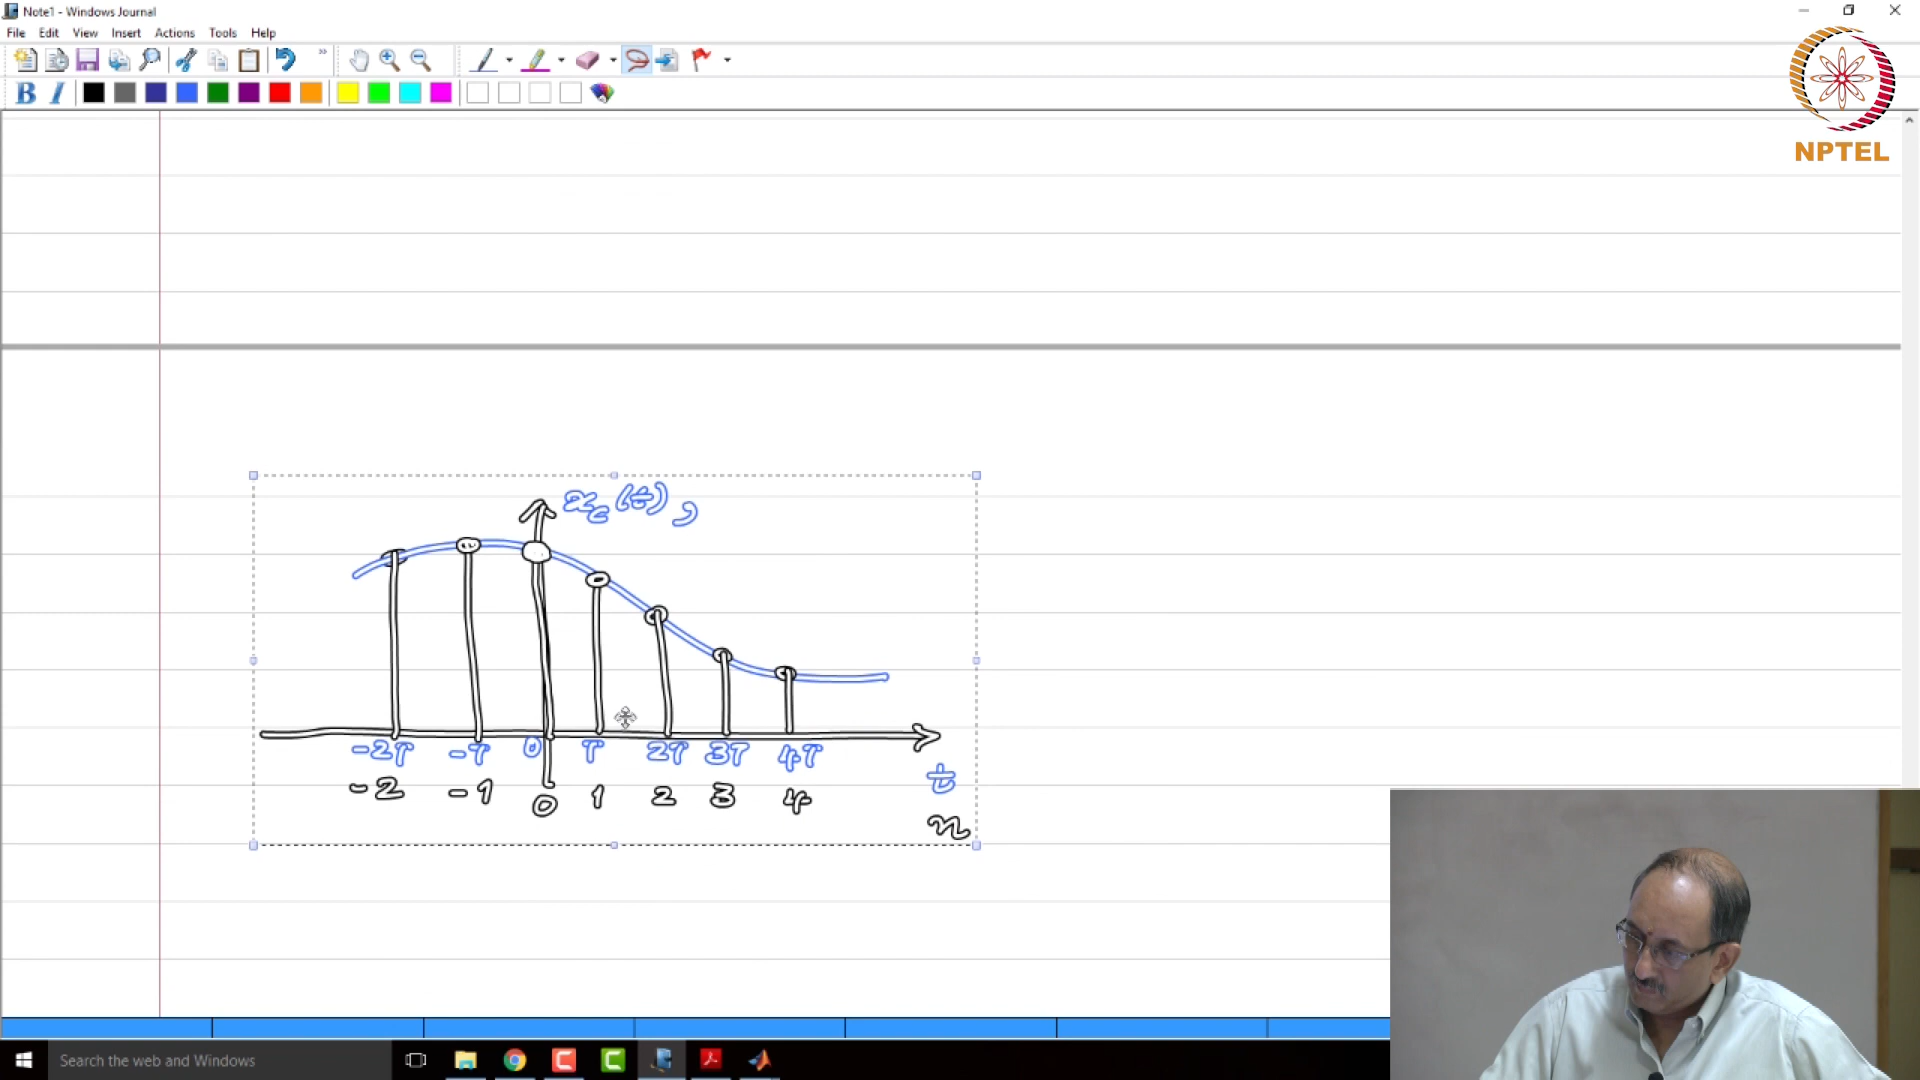 Note1 - Windows Journal
File Edit View Insert Actions Tools Help
B I
NPTEL
x_c(t),
-2T -T 0 T 2T 3T 4T
t
-2 -1 0 1 2 3 4
n
Search the web and Windows